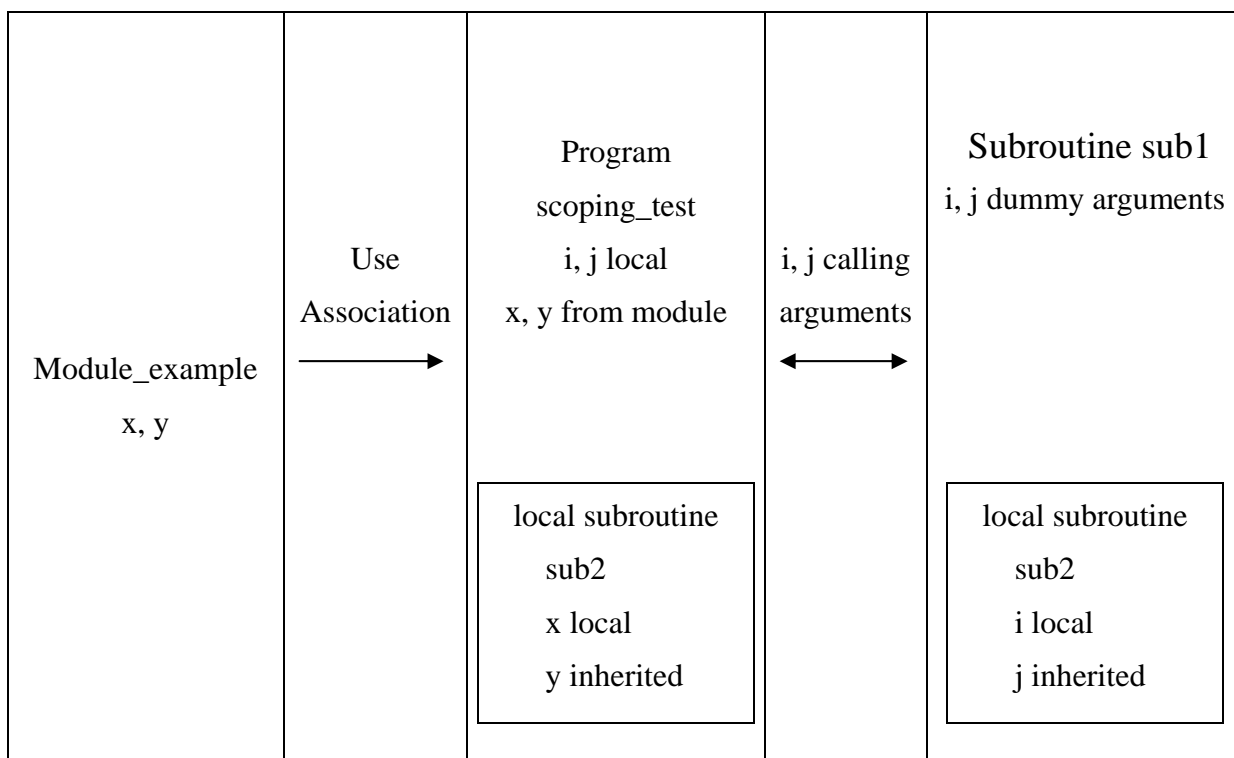 Module_example
x, y
Use
Association
Program
scoping_test
i, j local
x, y from module
local subroutine
sub2
x local
y inherited
i, j calling
arguments
Subroutine sub1
i, j dummy arguments
local subroutine
sub2
i local
j inherited